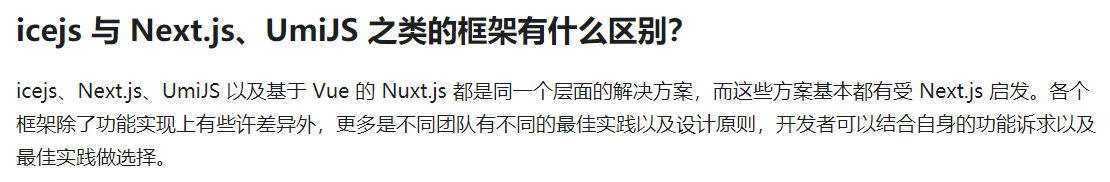 icejs 与 Next.js、UmiJS 之类的框架有什么区别？
icejs、Next.js、UmiJS 以及基于 Vue 的 Nuxt.js 都是同一个层面的解决方案，而这些方案基本都有受 Next.js 启发。各个
框架除了功能实现上有些许差异外，更多是不同团队有不同的最佳实践以及设计原则，开发者可以结合自身的功能诉求以及
最佳实践做选择。